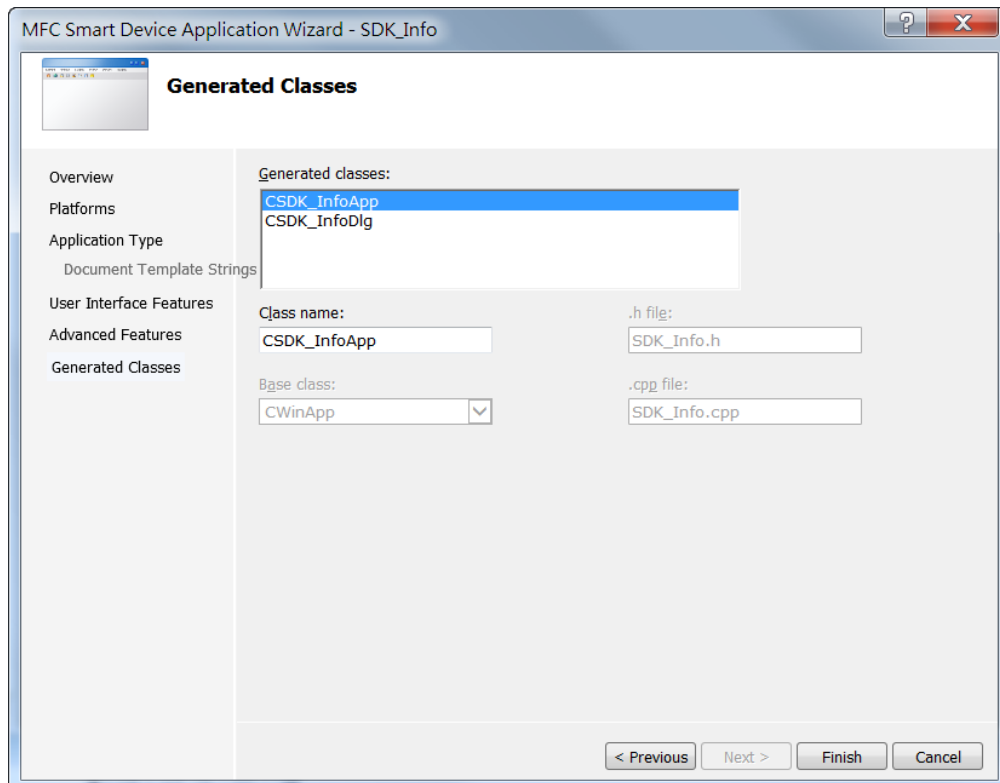 MFC Smart Device Application Wizard - SDK_Info
Generated Classes
Overview
Platforms
Application Type
Document Template Strings
User Interface Features
Advanced Features
Generated Classes
Generated classes:
CSDK_InfoApp
CSDK_InfoDlg
Class name:
.h file:
CSDK_InfoApp
SDK_Info.h
Base class:
.cpp file:
CWinApp
SDK_Info.cpp
< Previous
Next >
Finish
Cancel